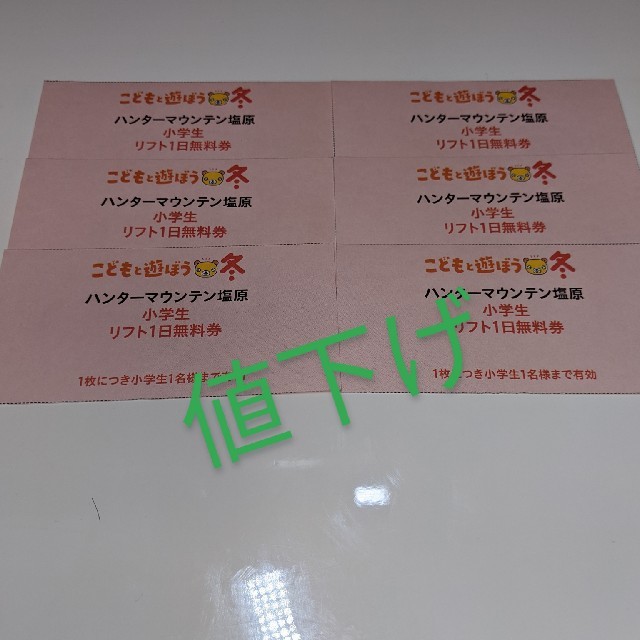 こどもと遊ぼう冬
ハンターマウンテン塩原
小学生
リフト1日無料券
こどもと遊ぼう冬
ハンターマウンテン塩原
小学生
リフト1日無料券
こどもと遊ぼう冬
ハンターマウンテン塩原
小学生
リフト1日無料券
こどもと遊ぼう冬
ハンターマウンテン塩原
小学生
リフト1日無料券
こどもと遊ぼう冬
ハンターマウンテン塩原
小学生
リフト1日無料券
1枚につき小学生1名様まで
こどもと遊ぼう冬
ハンターマウンテン塩原
小学生
リフト1日無料券
1枚につき小学生1名様まで有効
値下げ